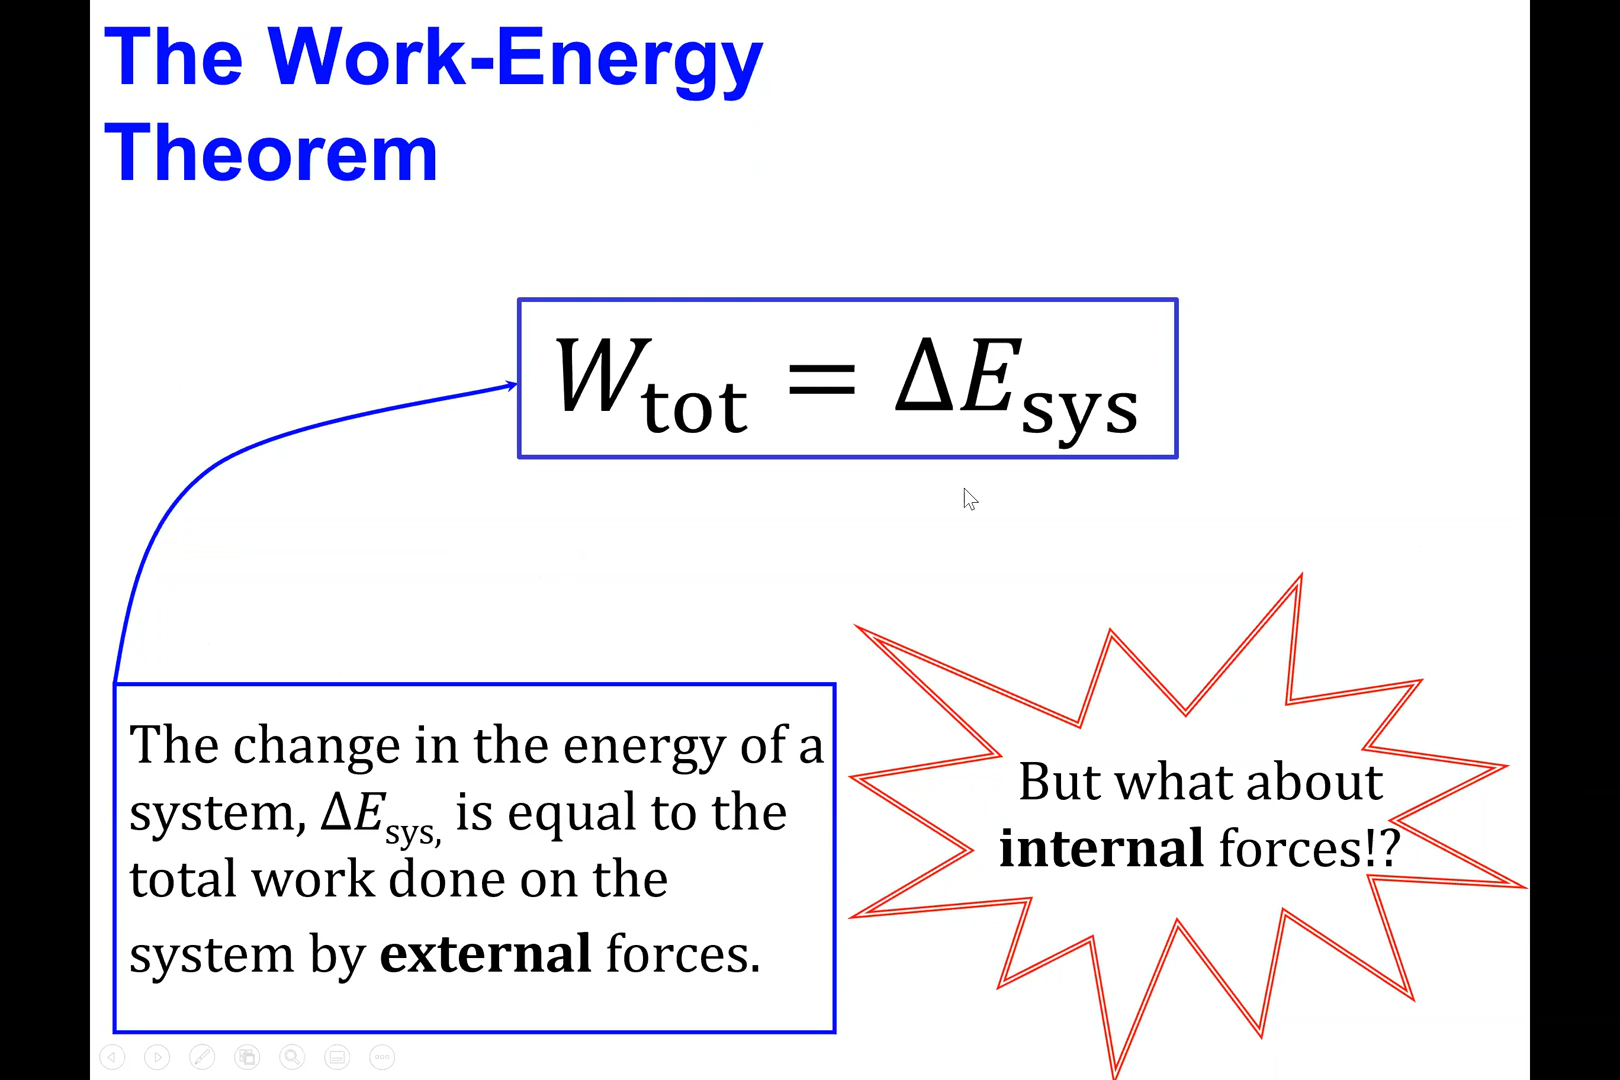 The Work-Energy
Theorem
W_tot = ΔE_sys
The change in the energy of a
system, ΔE_sys, is equal to the
total work done on the
system by external forces.
But what about
internal forces!?